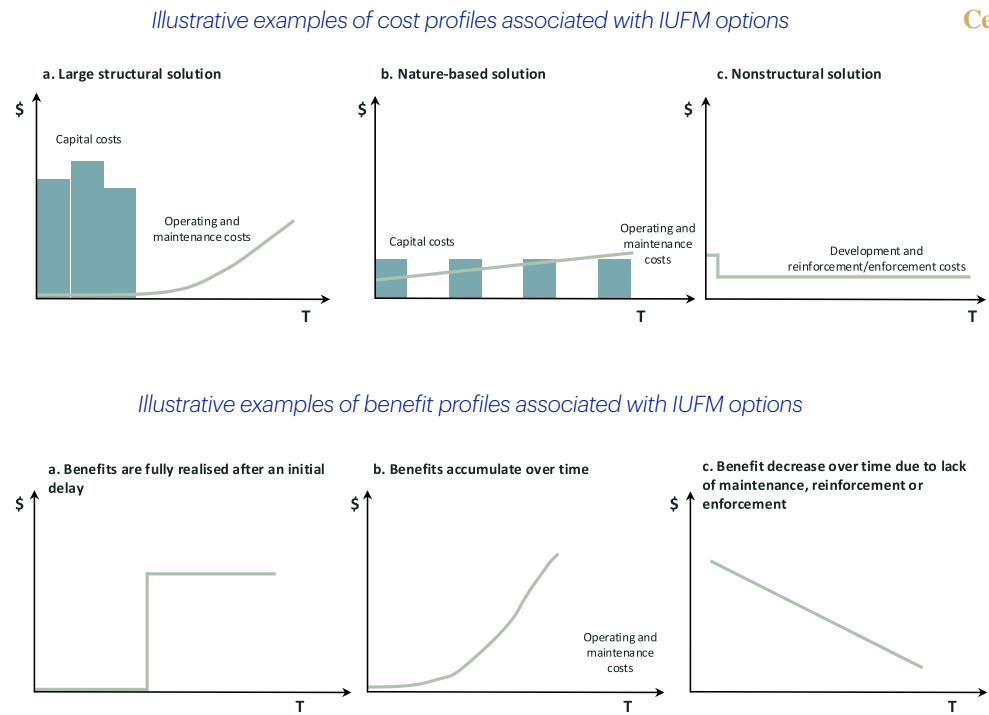 Illustrative examples of cost profiles associated with IUFM options
Ce
a. Large structural solution
b. Nature-based solution
c. Nonstructural solution
$
Capital costs
Operating and
maintenance costs
T
$
Capital costs
Operating and
maintenance
costs
T
$
Development and
reinforcement/enforcement costs
T
Illustrative examples of benefit profiles associated with IUFM options
a. Benefits are fully realised after an initial
delay
$
T
b. Benefits accumulate over time
$
Operating and
maintenance
costs
T
c. Benefit decrease over time due to lack
of maintenance, reinforcement or
enforcement
$
T